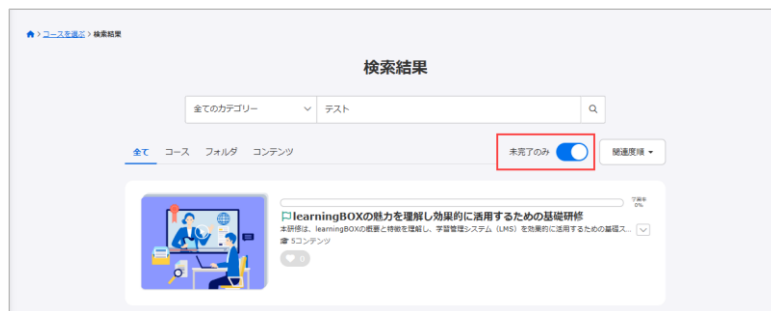 コースを選ぶ > 検索結果
検索結果
全てのカテゴリー テスト
全て コース フォルダ コンテンツ 未完了のみ 関連度順
学習率
0%
learningBOXの魅力を理解し効果的に活用するための基礎研修
本研修は、learningBOXの概要と特徴を理解し、学習管理システム（LMS）を効果的に活用するための基礎ス...
5コンテンツ
0